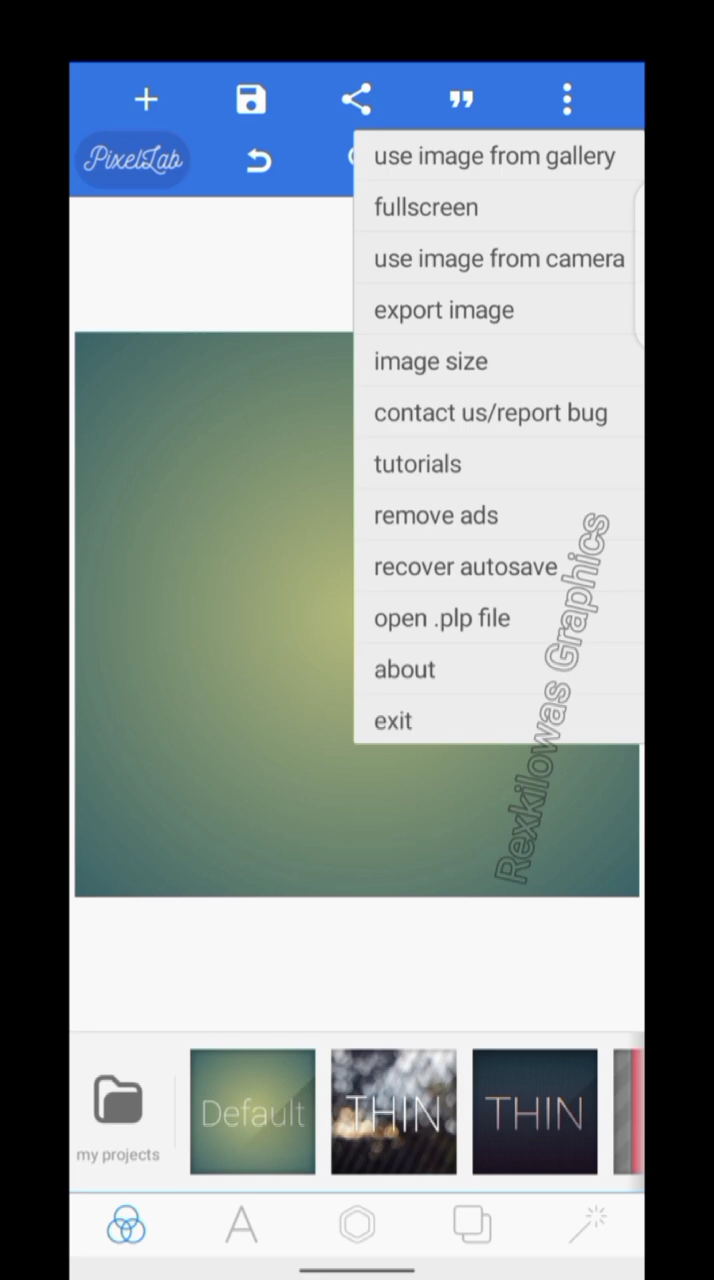 PixelLab
use image from gallery
fullscreen
use image from camera
export image
image size
contact us/report bug
tutorials
remove ads
recover autosave
open .plp file
about
exit
Rexkilowas Graphics
my projects
Default
THIN
THIN